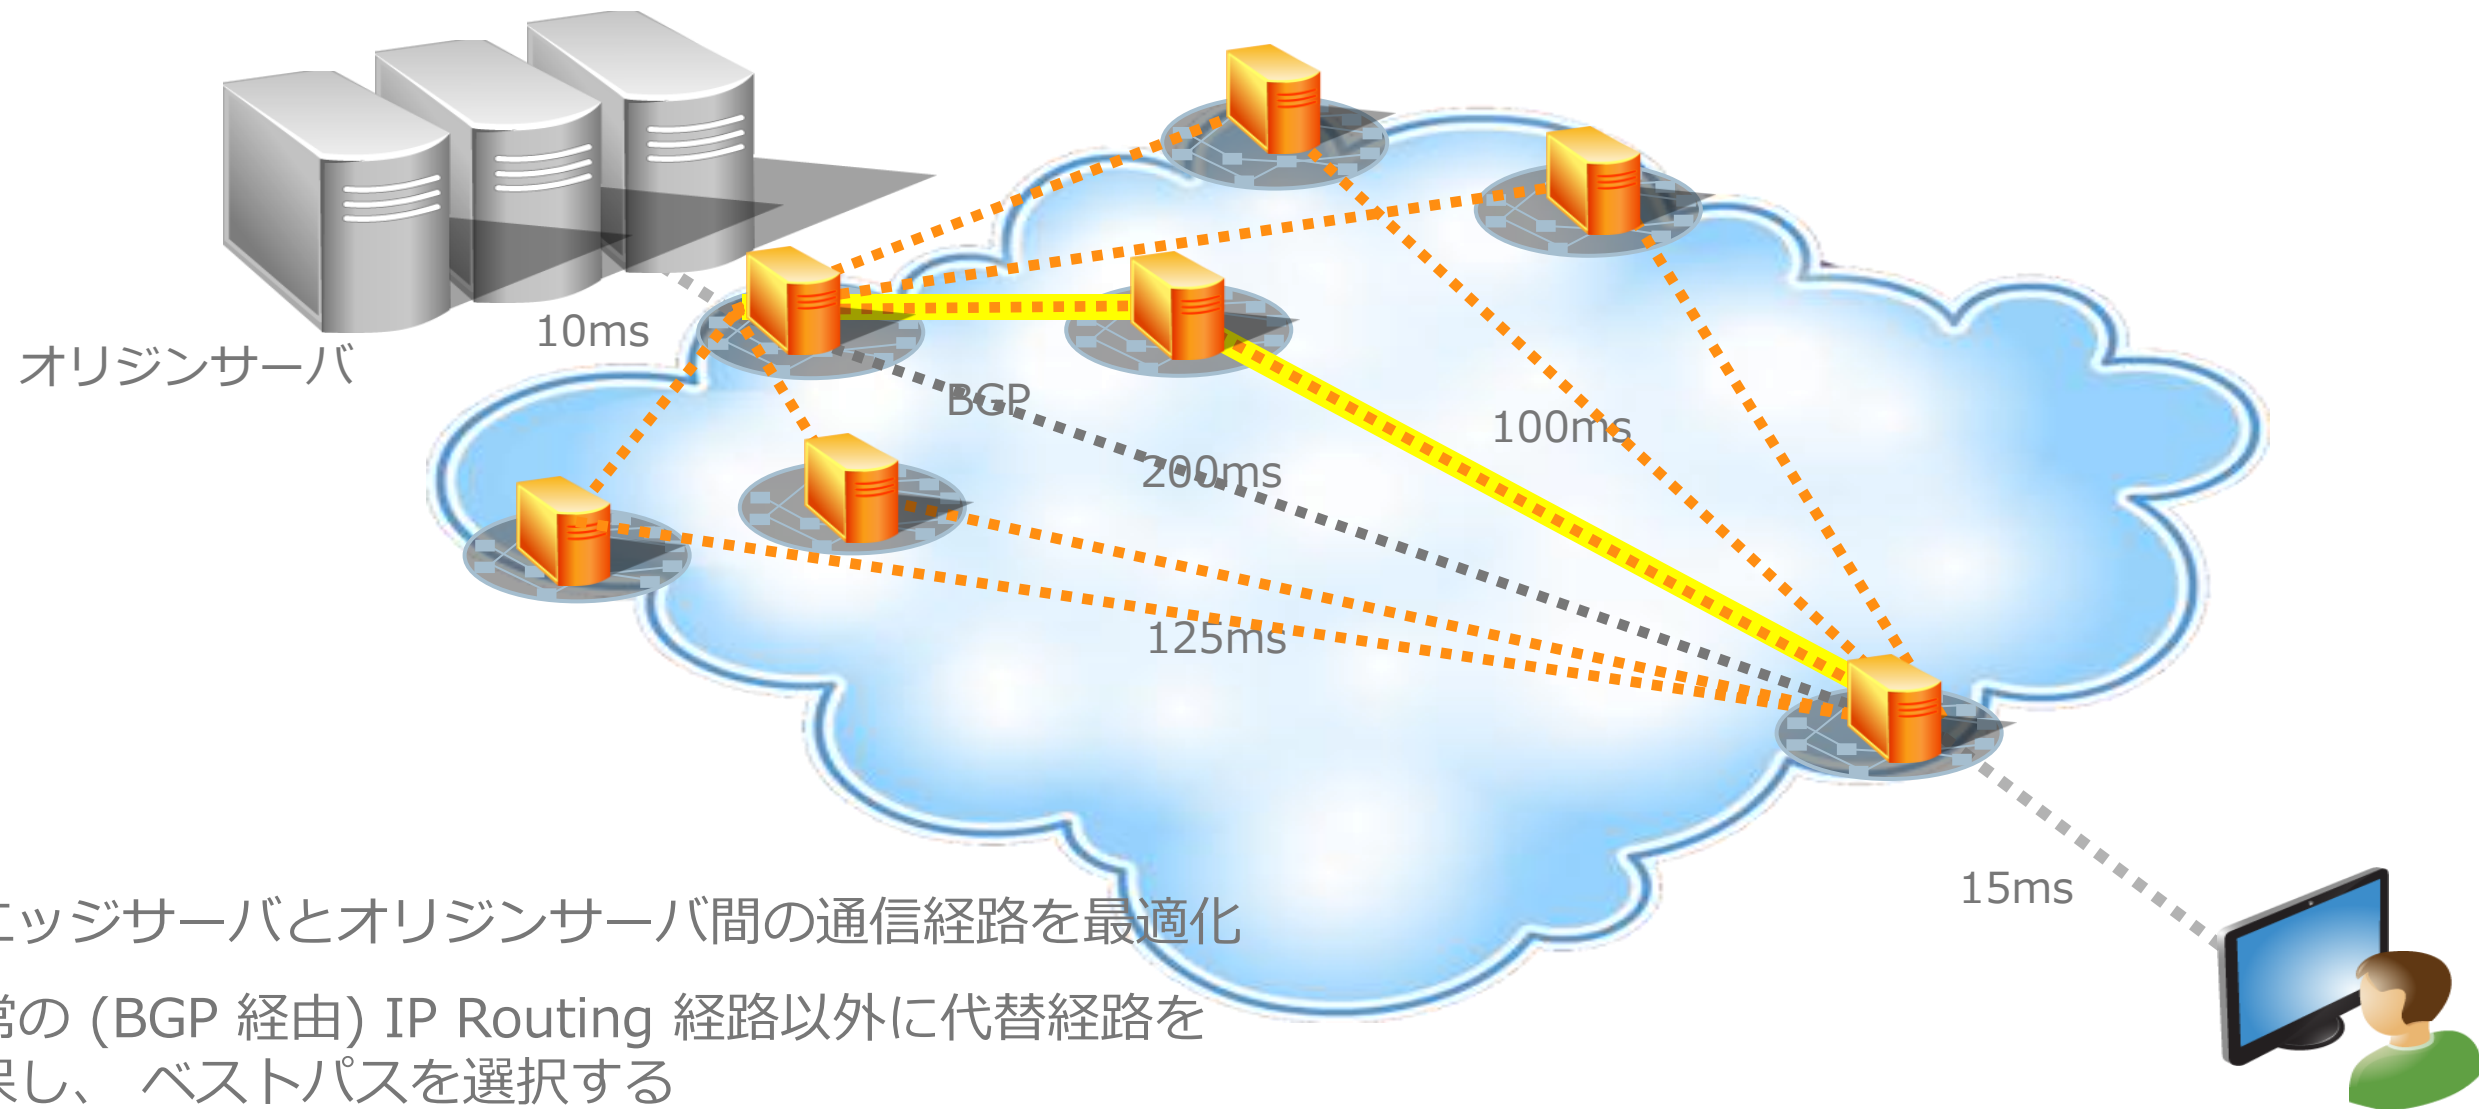 10ms
オリジンサーバ
BGP
100ms
200ms
125ms
15ms
エッジサーバとオリジンサーバ間の通信経路を最適化
常の (BGP 経由) IP Routing 経路以外に代替経路を
保し、 ベストパスを選択する